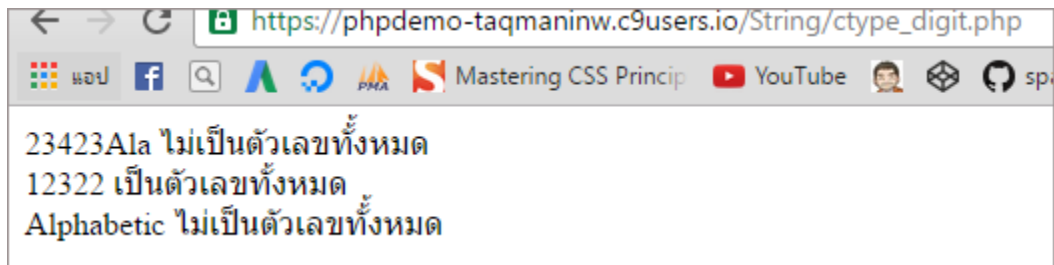 https://phpdemo-taqmaninw.c9users.io/String/ctype_digit.php
แอป PMA Mastering CSS Princip YouTube spa
23423Ala ไม่เป็นตัวเลขทั้งหมด
12322 เป็นตัวเลขทั้งหมด
Alphabetic ไม่เป็นตัวเลขทั้งหมด